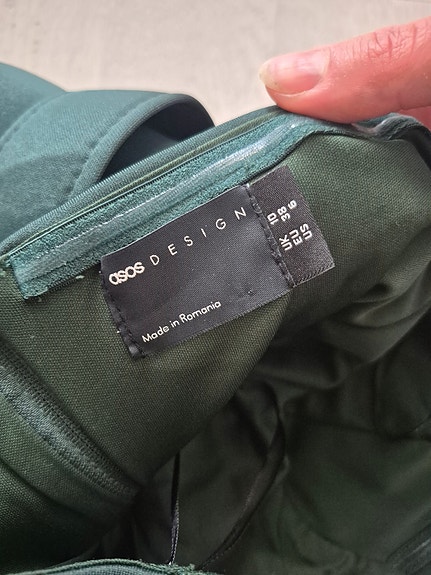 asos DESIGN
Made in Romania
UK 10
EU 38
US 6